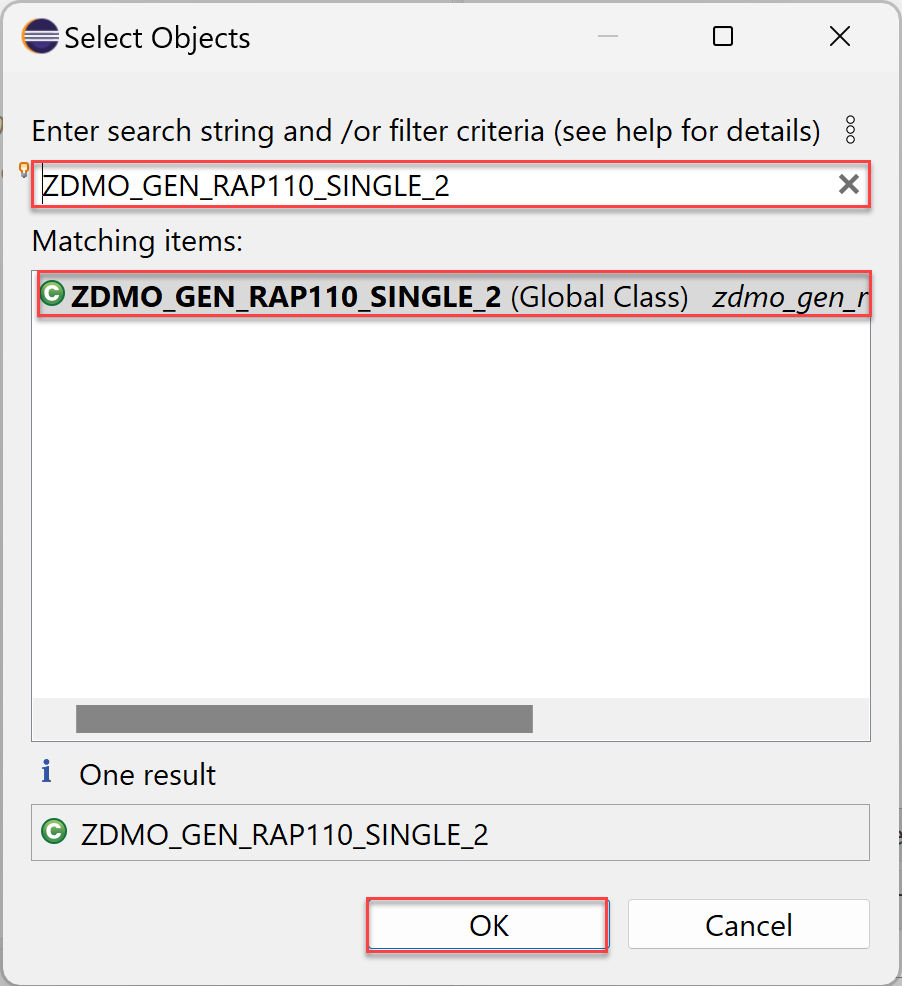 Select Objects
Enter search string and /or filter criteria (see help for details)
ZDMO_GEN_RAP110_SINGLE_2
Matching items:
ZDMO_GEN_RAP110_SINGLE_2 (Global Class) zdmo_gen_r
One result
ZDMO_GEN_RAP110_SINGLE_2
OK Cancel